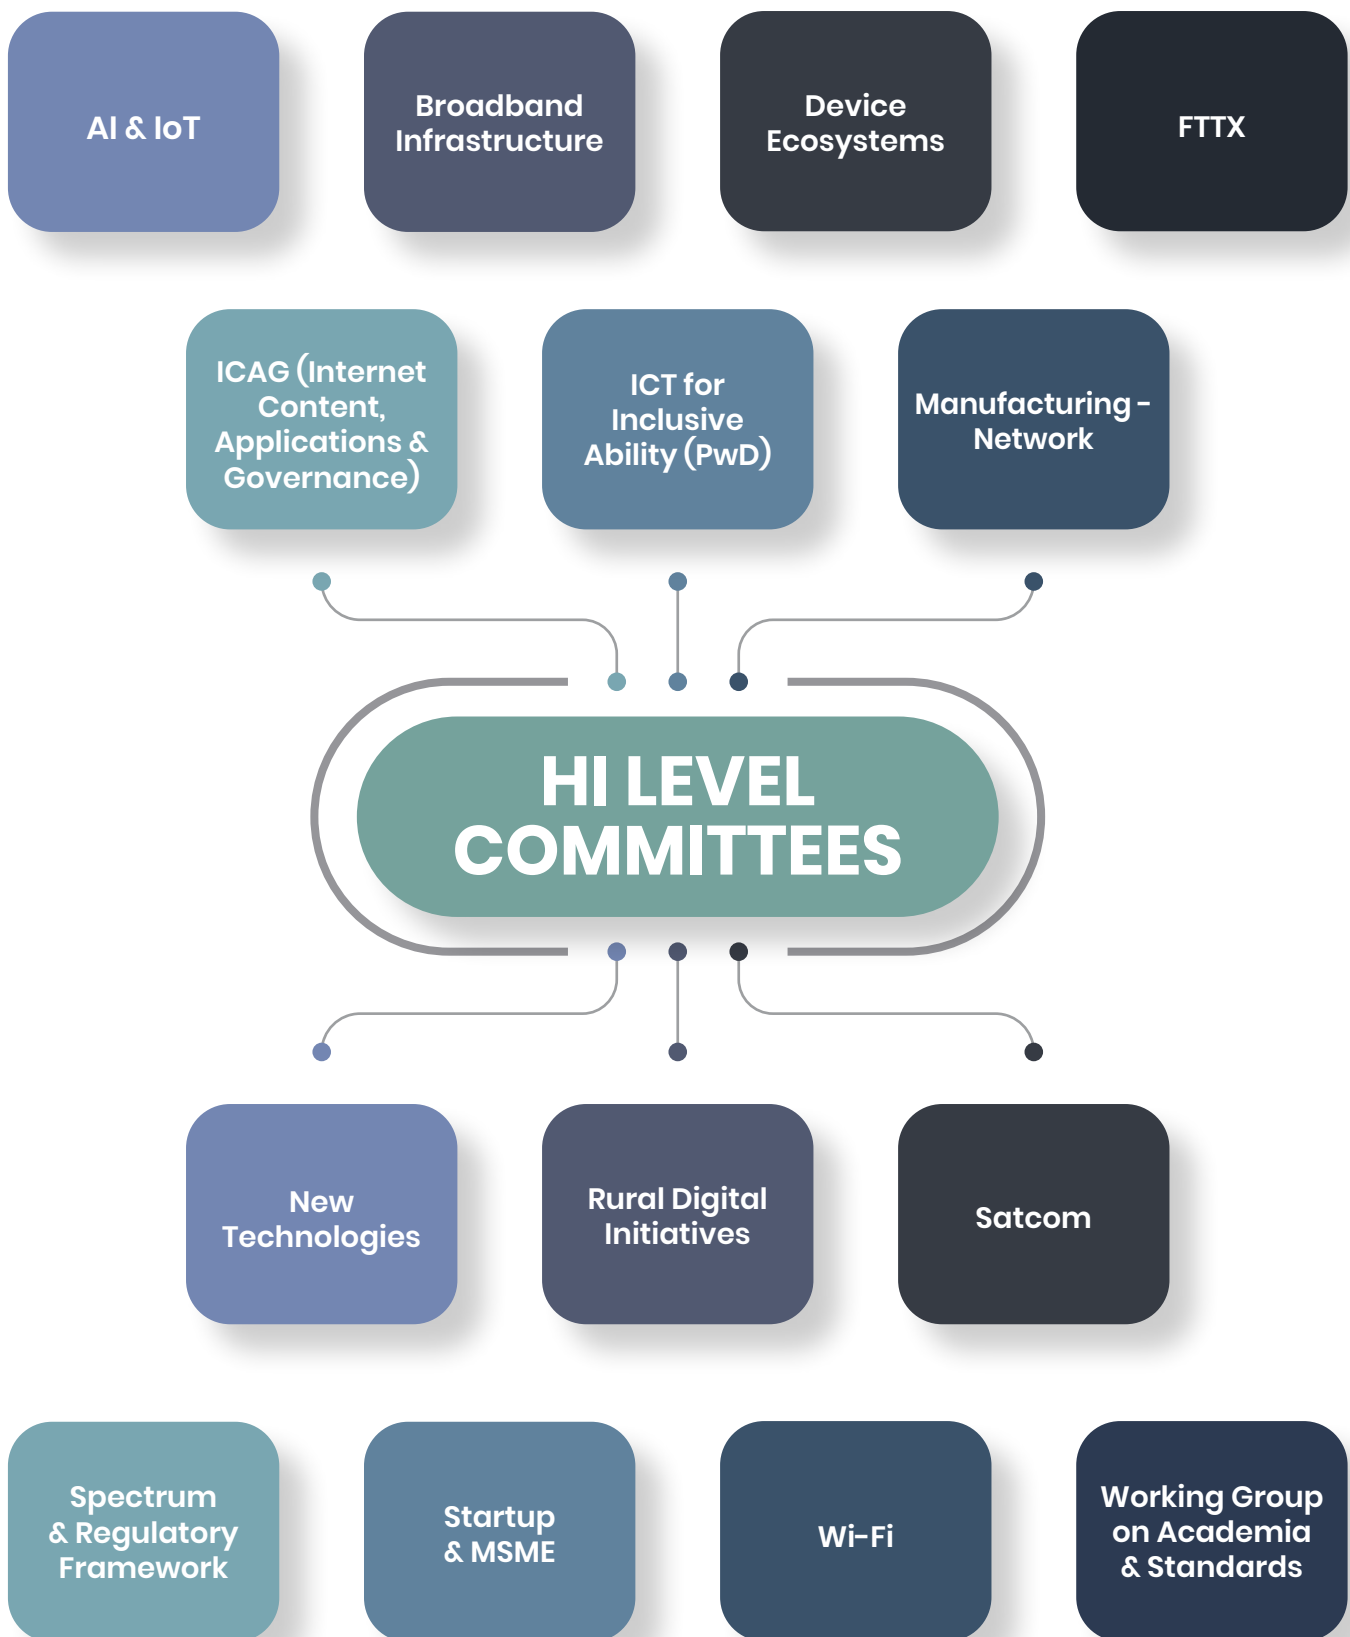 AI & IoT
Broadband
Infrastructure
Device
Ecosystems
FTTX
ICAG (Internet
Content,
Applications &
Governance)
ICT for
Inclusive
Ability (PwD)
Manufacturing -
Network
HI LEVEL
COMMITTEES
New
Technologies
Rural Digital
Initiatives
Satcom
Spectrum
& Regulatory
Framework
Startup
& MSME
Wi-Fi
Working Group
on Academia
& Standards